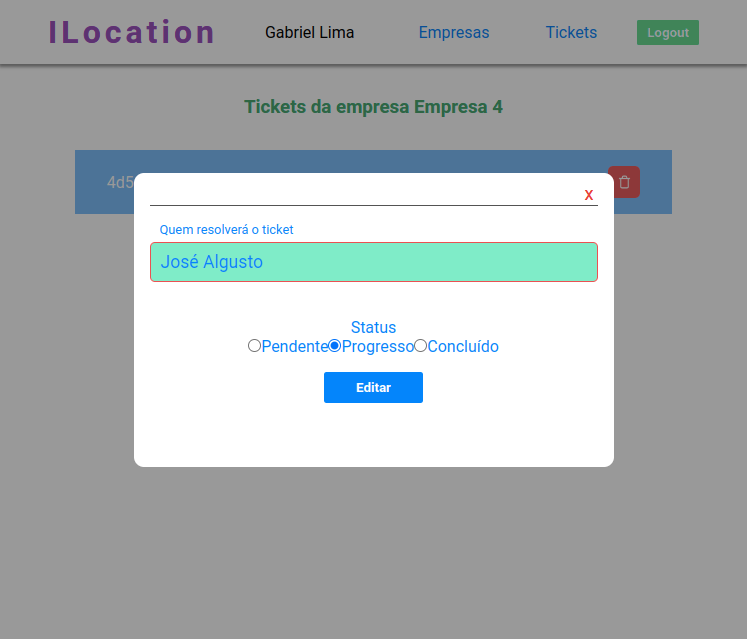 ILocation Gabriel Lima Empresas Tickets Logout
Tickets da empresa Empresa 4
4d5
X
Quem resolverá o ticket
José Algusto
Status
Pendente Progresso Concluído
Editar